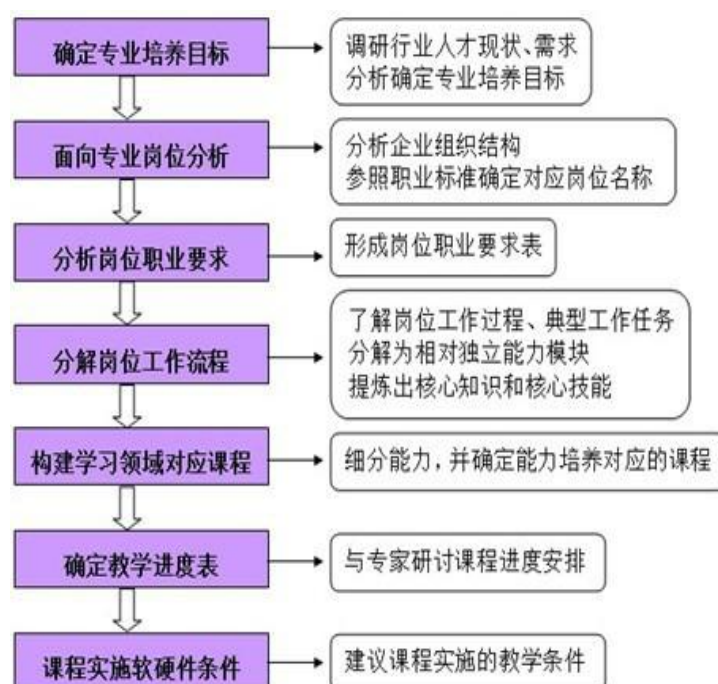 确定专业培养目标
调研行业人才现状、需求
分析确定专业培养目标
面向专业岗位分析
分析企业组织结构
参照职业标准确定对应岗位名称
分析岗位职业要求
形成岗位职业要求表
分解岗位工作流程
了解岗位工作过程、典型工作任务
分解为相对独立能力模块
提炼出核心知识和核心技能
构建学习领域对应课程
细分能力，并确定能力培养对应的课程
确定教学进度表
与专家研讨课程进度安排
课程实施软硬件条件
建议课程实施的教学条件